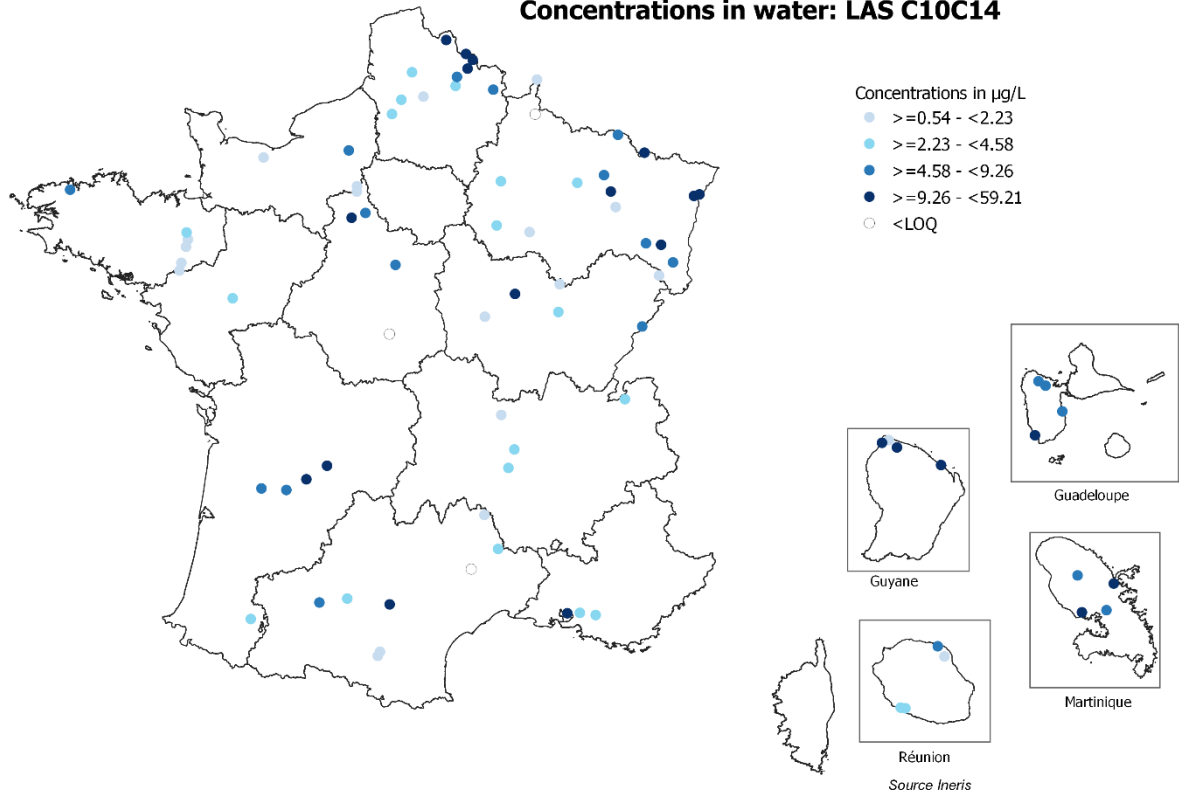 Concentrations in water: LAS C10C14
Concentrations in µg/L
>=0.54 - <2.23
>=2.23 - <4.58
>=4.58 - <9.26
>=9.26 - <59.21
<LOQ
Guadeloupe
Guyane
Martinique
Réunion
Source Ineris